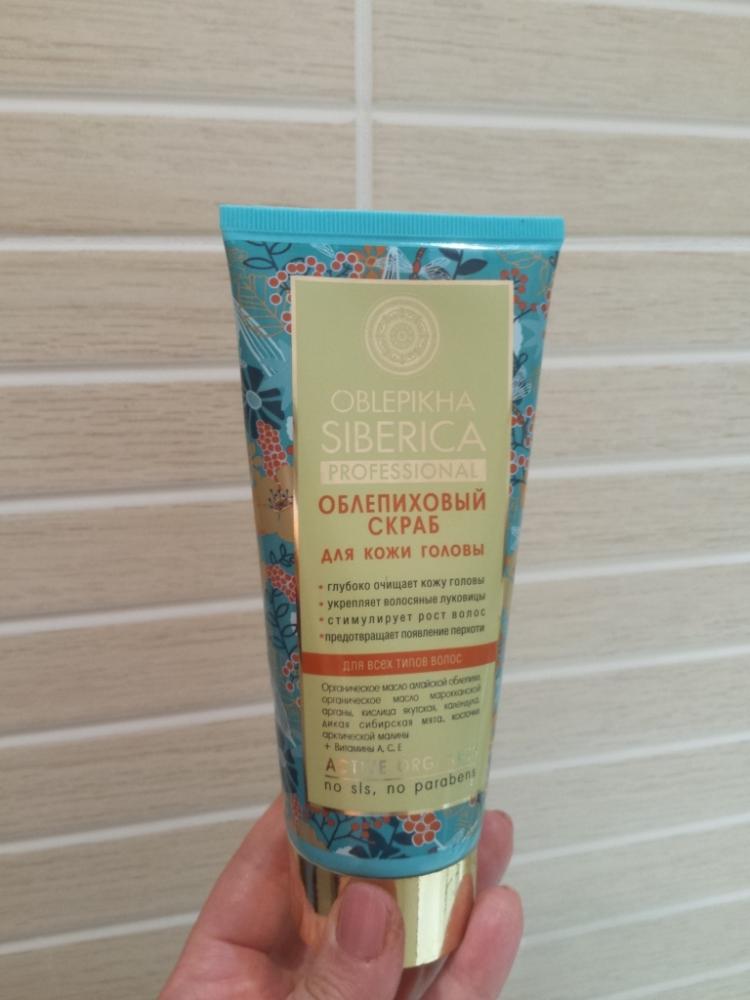 OBLEPIKHA
SIBERICA
PROFESSIONAL
ОБЛЕПИХОВЫЙ
СКРАБ
ДЛЯ КОЖИ ГОЛОВЫ
• глубоко очищает кожу головы
• укрепляет волосяные луковицы
• стимулирует рост волос
•предотвращает появление перхоти
ДЛЯ ВСЕХ ТИПОВ ВОЛОС
Органическое масло алтайской облепихи,
органическое масло марокканской
арганы, кислица якутская, календула,
дикая сибирская мята, косточки
арктической малины
+ Витамины A, C, E
ACTIVE ORGANICS
no sls, no parabens